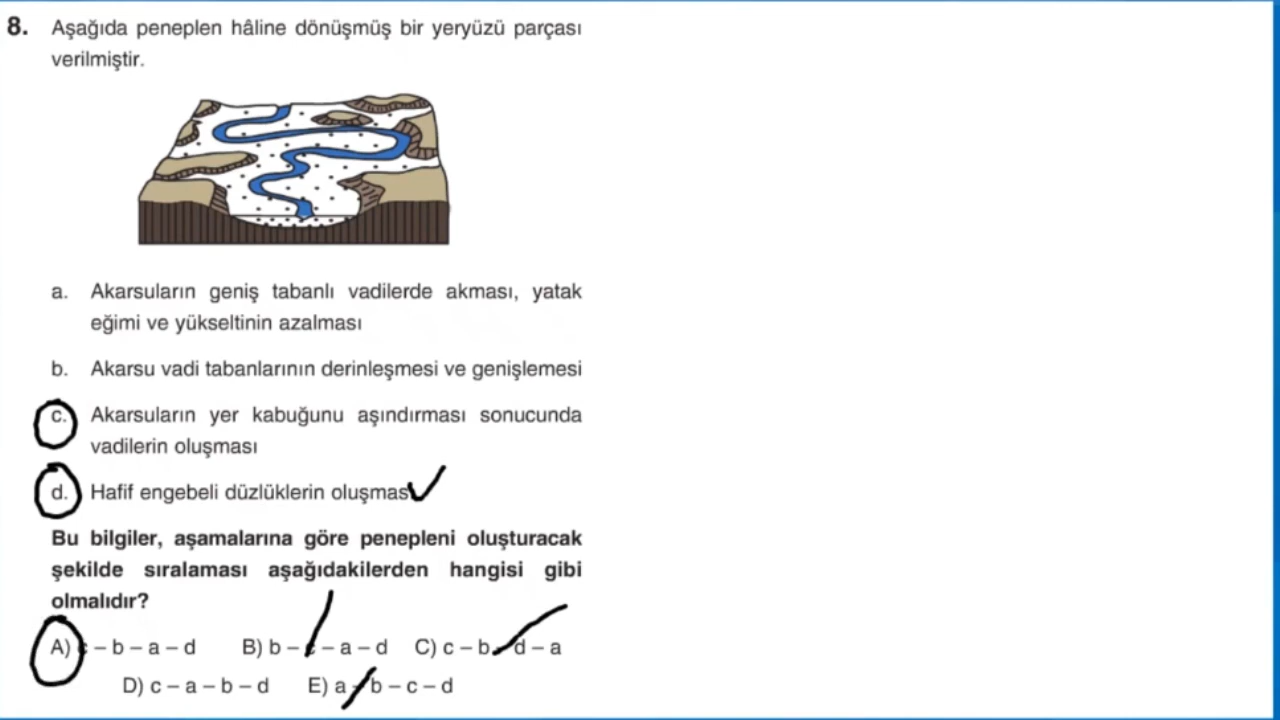 8. Aşağıda peneplen hâline dönüşmüş bir yeryüzü parçası
verilmiştir.
a. Akarsuların geniş tabanlı vadilerde akması, yatak
eğimi ve yükseltinin azalması
b. Akarsu vadi tabanlarının derinleşmesi ve genişlemesi
c. Akarsuların yer kabuğunu aşındırması sonucunda
vadilerin oluşması
d. Hafif engebeli düzlüklerin oluşması
Bu bilgiler, aşamalarına göre penepleni oluşturacak
şekilde sıralaması aşağıdakilerden hangisi gibi
olmalıdır?
A) c – b – a – d B) b – c – a – d C) c – b – d – a
D) c – a – b – d E) a – b – c – d